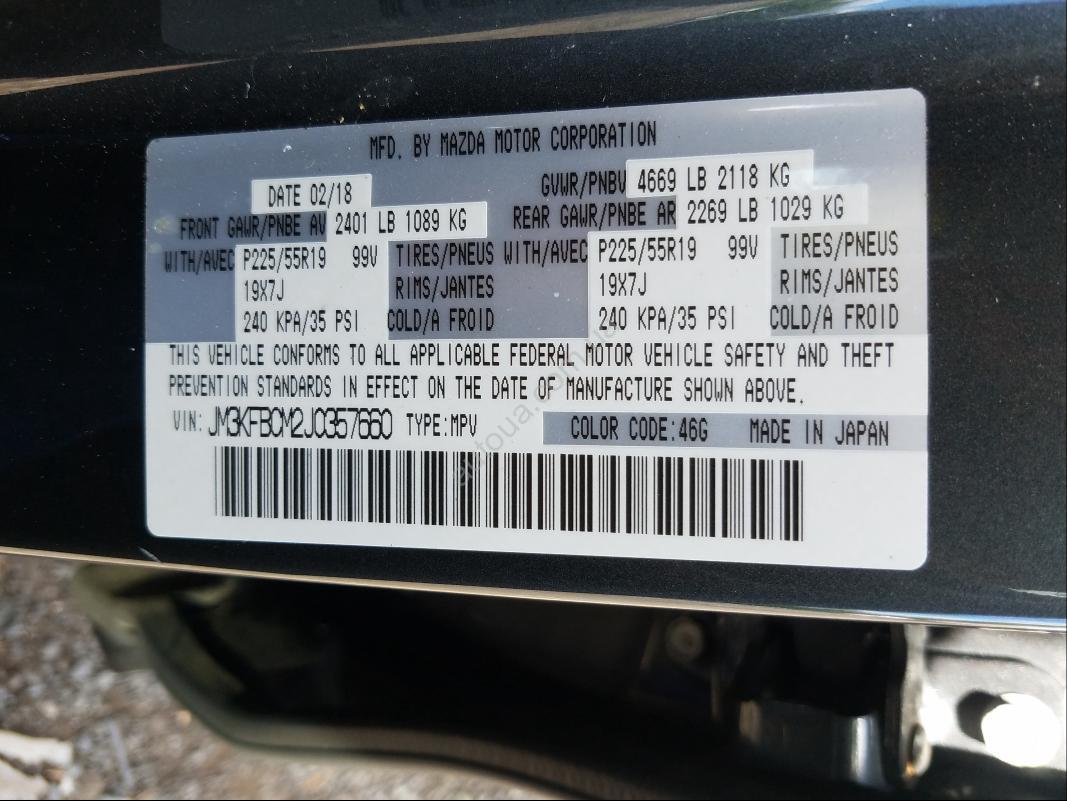 MFD. BY MAZDA MOTOR CORPORATION
DATE 02/18 GVWR/PNBV 4669 LB 2118 KG
FRONT GAWR/PNBE AV 2401 LB 1089 KG REAR GAWR/PNBE AR 2269 LB 1029 KG
WITH/AVEC P225/55R19 99V TIRES/PNEUS WITH/AVEC P225/55R19 99V TIRES/PNEUS
19X7J RIMS/JANTES 19X7J RIMS/JANTES
240 KPA/35 PSI COLD/A FROID 240 KPA/35 PSI COLD/A FROID
THIS VEHICLE CONFORMS TO ALL APPLICABLE FEDERAL MOTOR VEHICLE SAFETY AND THEFT
PREVENTION STANDARDS IN EFFECT ON THE DATE OF MANUFACTURE SHOWN ABOVE.
VIN: JM3KFBCM2J0357660 TYPE:MPV COLOR CODE:46G MADE IN JAPAN
autoua.com.ua